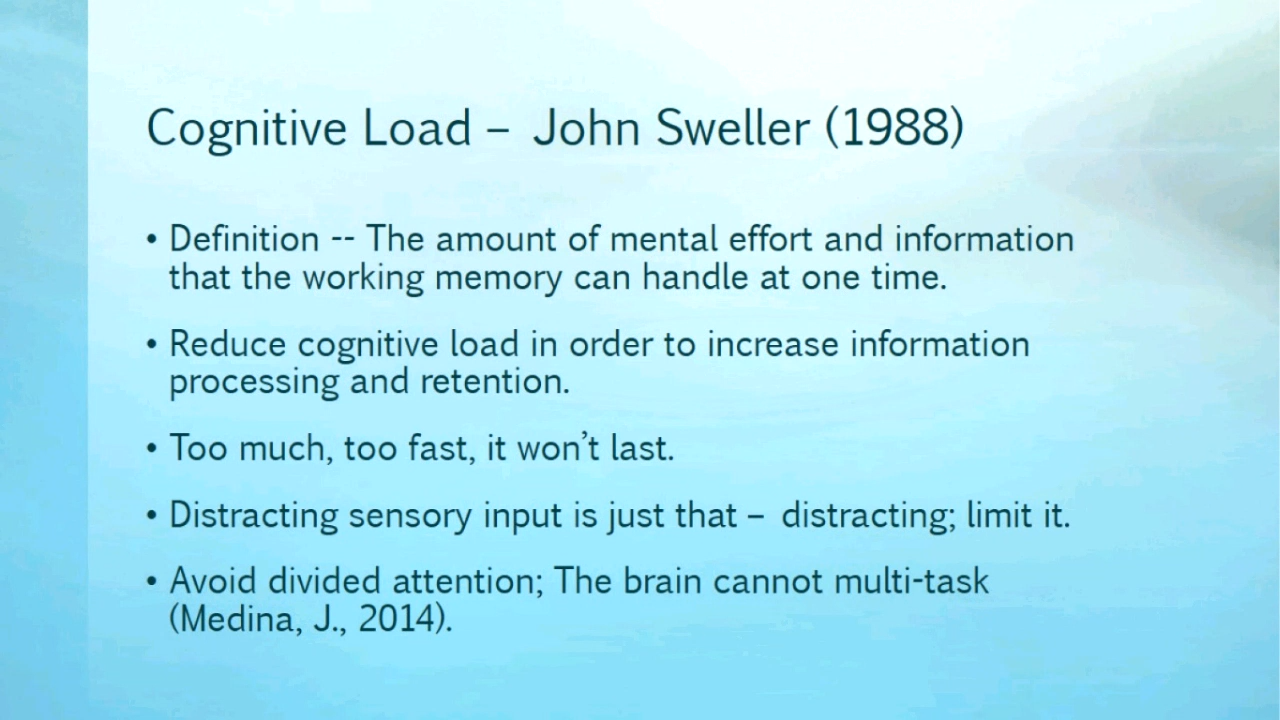 Cognitive Load – John Sweller (1988)
• Definition -- The amount of mental effort and information
that the working memory can handle at one time.
• Reduce cognitive load in order to increase information
processing and retention.
• Too much, too fast, it won’t last.
• Distracting sensory input is just that – distracting; limit it.
• Avoid divided attention; The brain cannot multi-task
(Medina, J., 2014).